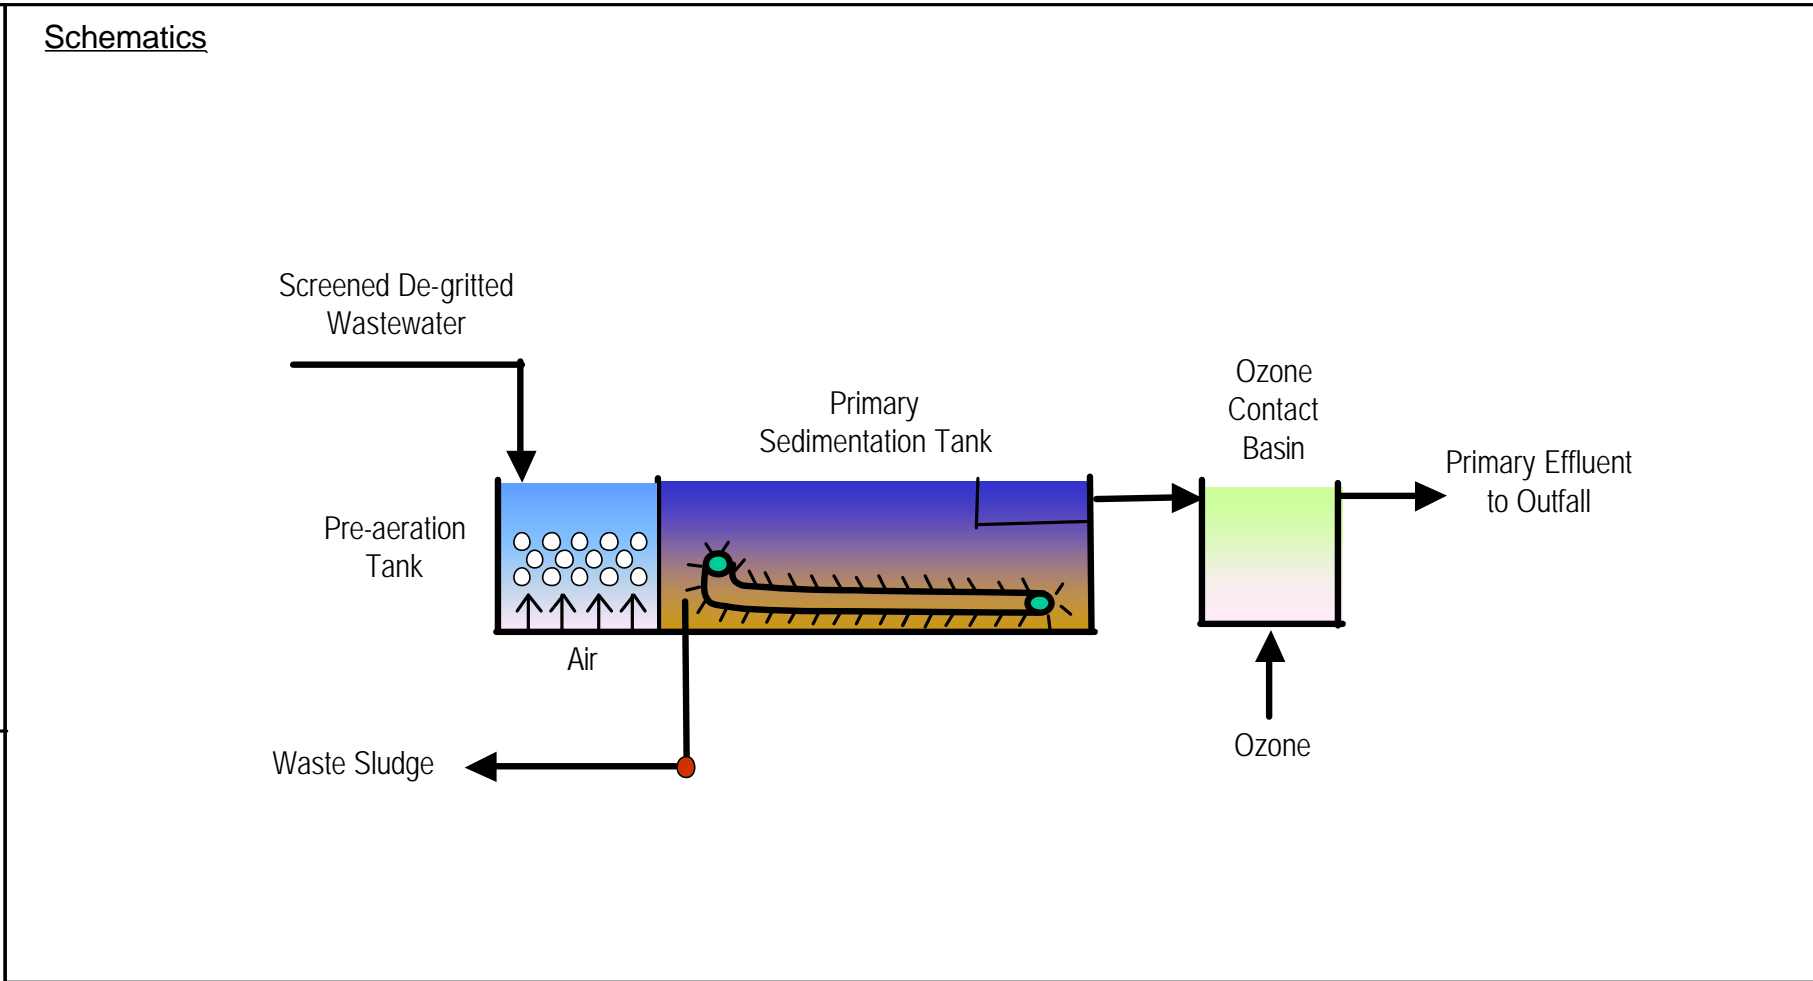 Schematics
Screened De-gritted
Wastewater
Primary
Sedimentation Tank
Ozone
Contact
Basin
Primary Effluent
to Outfall
Pre-aeration
Tank
Air
Waste Sludge
Ozone